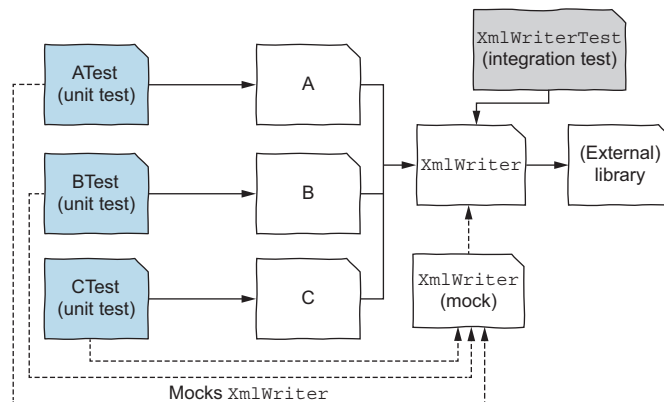 XmlWriterTest
(integration test)
ATest
(unit test)
A
BTest
(unit test)
B
XmlWriter
(External)
library
CTest
(unit test)
C
XmlWriter
(mock)
Mocks XmlWriter